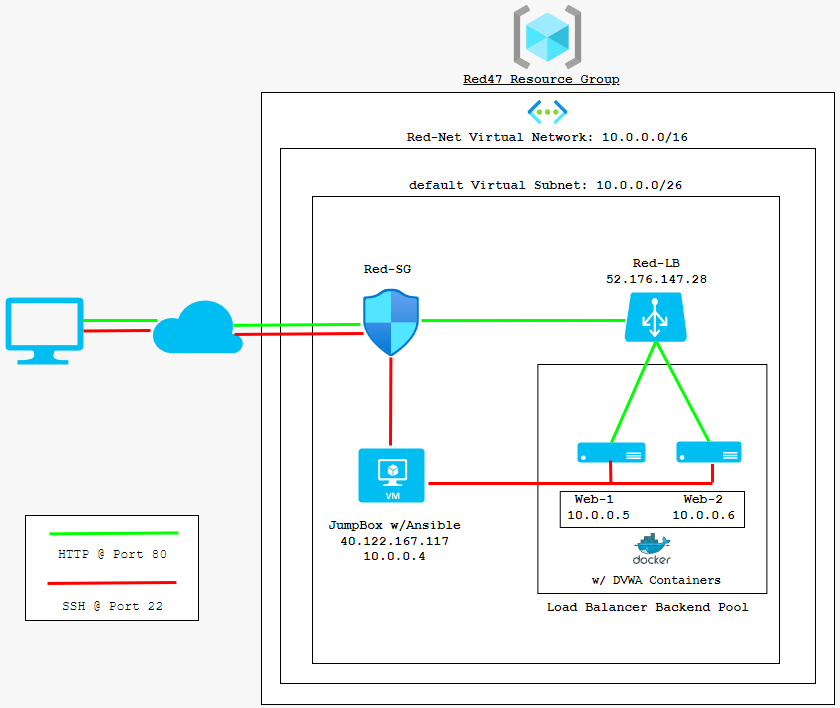 Red47 Resource Group
Red-Net Virtual Network: 10.0.0.0/16
default Virtual Subnet: 10.0.0.0/26
Red-SG
Red-LB
52.176.147.28
VM
JumpBox w/Ansible
40.122.167.117
10.0.0.4
Web-1
10.0.0.5
Web-2
10.0.0.6
docker
w/ DVWA Containers
Load Balancer Backend Pool
HTTP @ Port 80
SSH @ Port 22